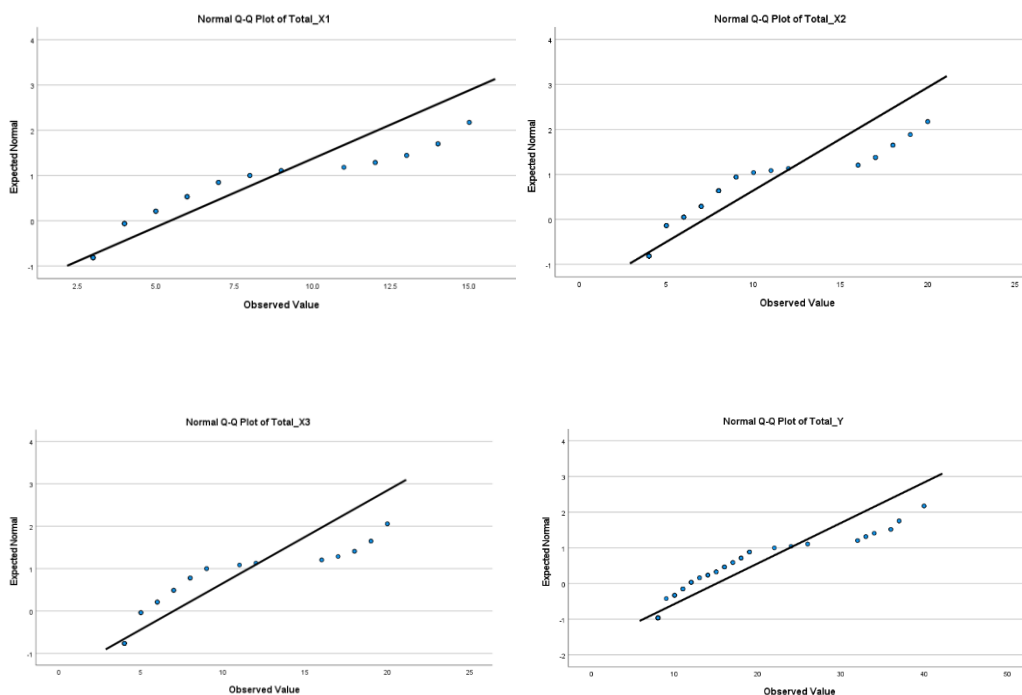 Normal Q-Q Plot of Total_X1
4
3
2
1
0
-1
Expected Normal
2.5 5.0 7.5 10.0 12.5 15.0
Observed Value
Normal Q-Q Plot of Total_X2
4
3
2
1
0
-1
Expected Normal
0 5 10 15 20 25
Observed Value
Normal Q-Q Plot of Total_X3
4
3
2
1
0
-1
Expected Normal
0 5 10 15 20 25
Observed Value
Normal Q-Q Plot of Total_Y
4
3
2
1
0
-1
-2
Expected Normal
0 10 20 30 40 50
Observed Value